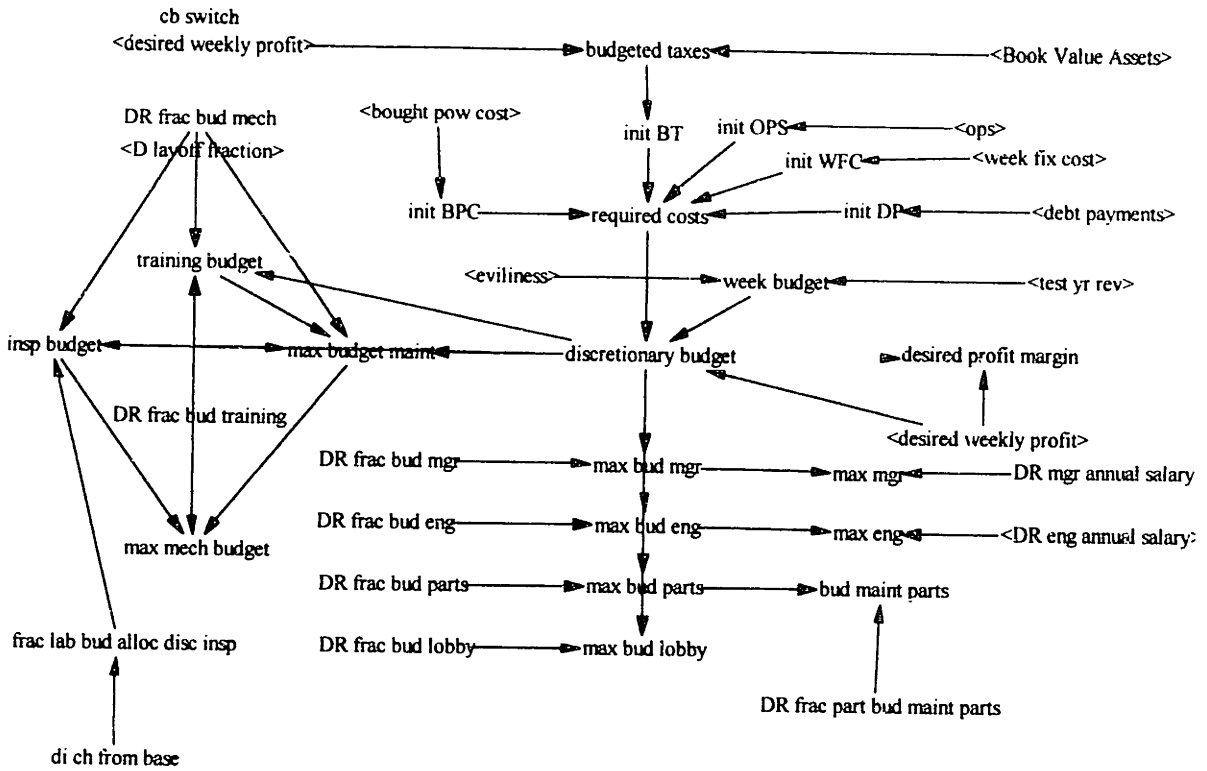 cb switch
<desired weekly profit>
budgeted taxes
<Book Value Assets>
DR frac bud mech
<bought pow cost>
init BT
init OPS
<ops>
<D layoff fraction>
init WFC
<week fix cost>
init BPC
required costs
init DP
<debt payments>
training budget
<eviliness>
week budget
<test yr rev>
insp budget
max budget maint
discretionary budget
desired profit margin
DR frac bud training
<desired weekly profit>
DR frac bud mgr
max bud mgr
max mgr
DR mgr annual salary
DR frac bud eng
max bud eng
max eng
<DR eng annual salary>
max mech budget
DR frac bud parts
max bud parts
bud maint parts
frac lab bud alloc disc insp
DR frac bud lobby
max bud lobby
DR frac part bud maint parts
di ch from base